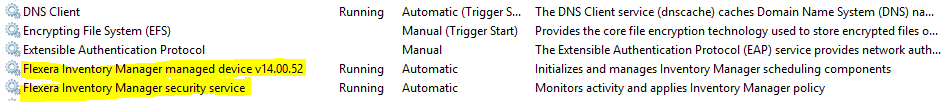 DNS Client Running Automatic (Trigger S... The DNS Client service (dnscache) caches Domain Name System (DNS) na...
Encrypting File System (EFS) Manual (Trigger Start) Provides the core file encryption technology used to store encrypted files o...
Extensible Authentication Protocol Manual The Extensible Authentication Protocol (EAP) service provides network auth...
Flexera Inventory Manager managed device v14.00.52 Running Automatic Initializes and manages Inventory Manager scheduling components
Flexera Inventory Manager security service Running Automatic Monitors activity and applies Inventory Manager policy